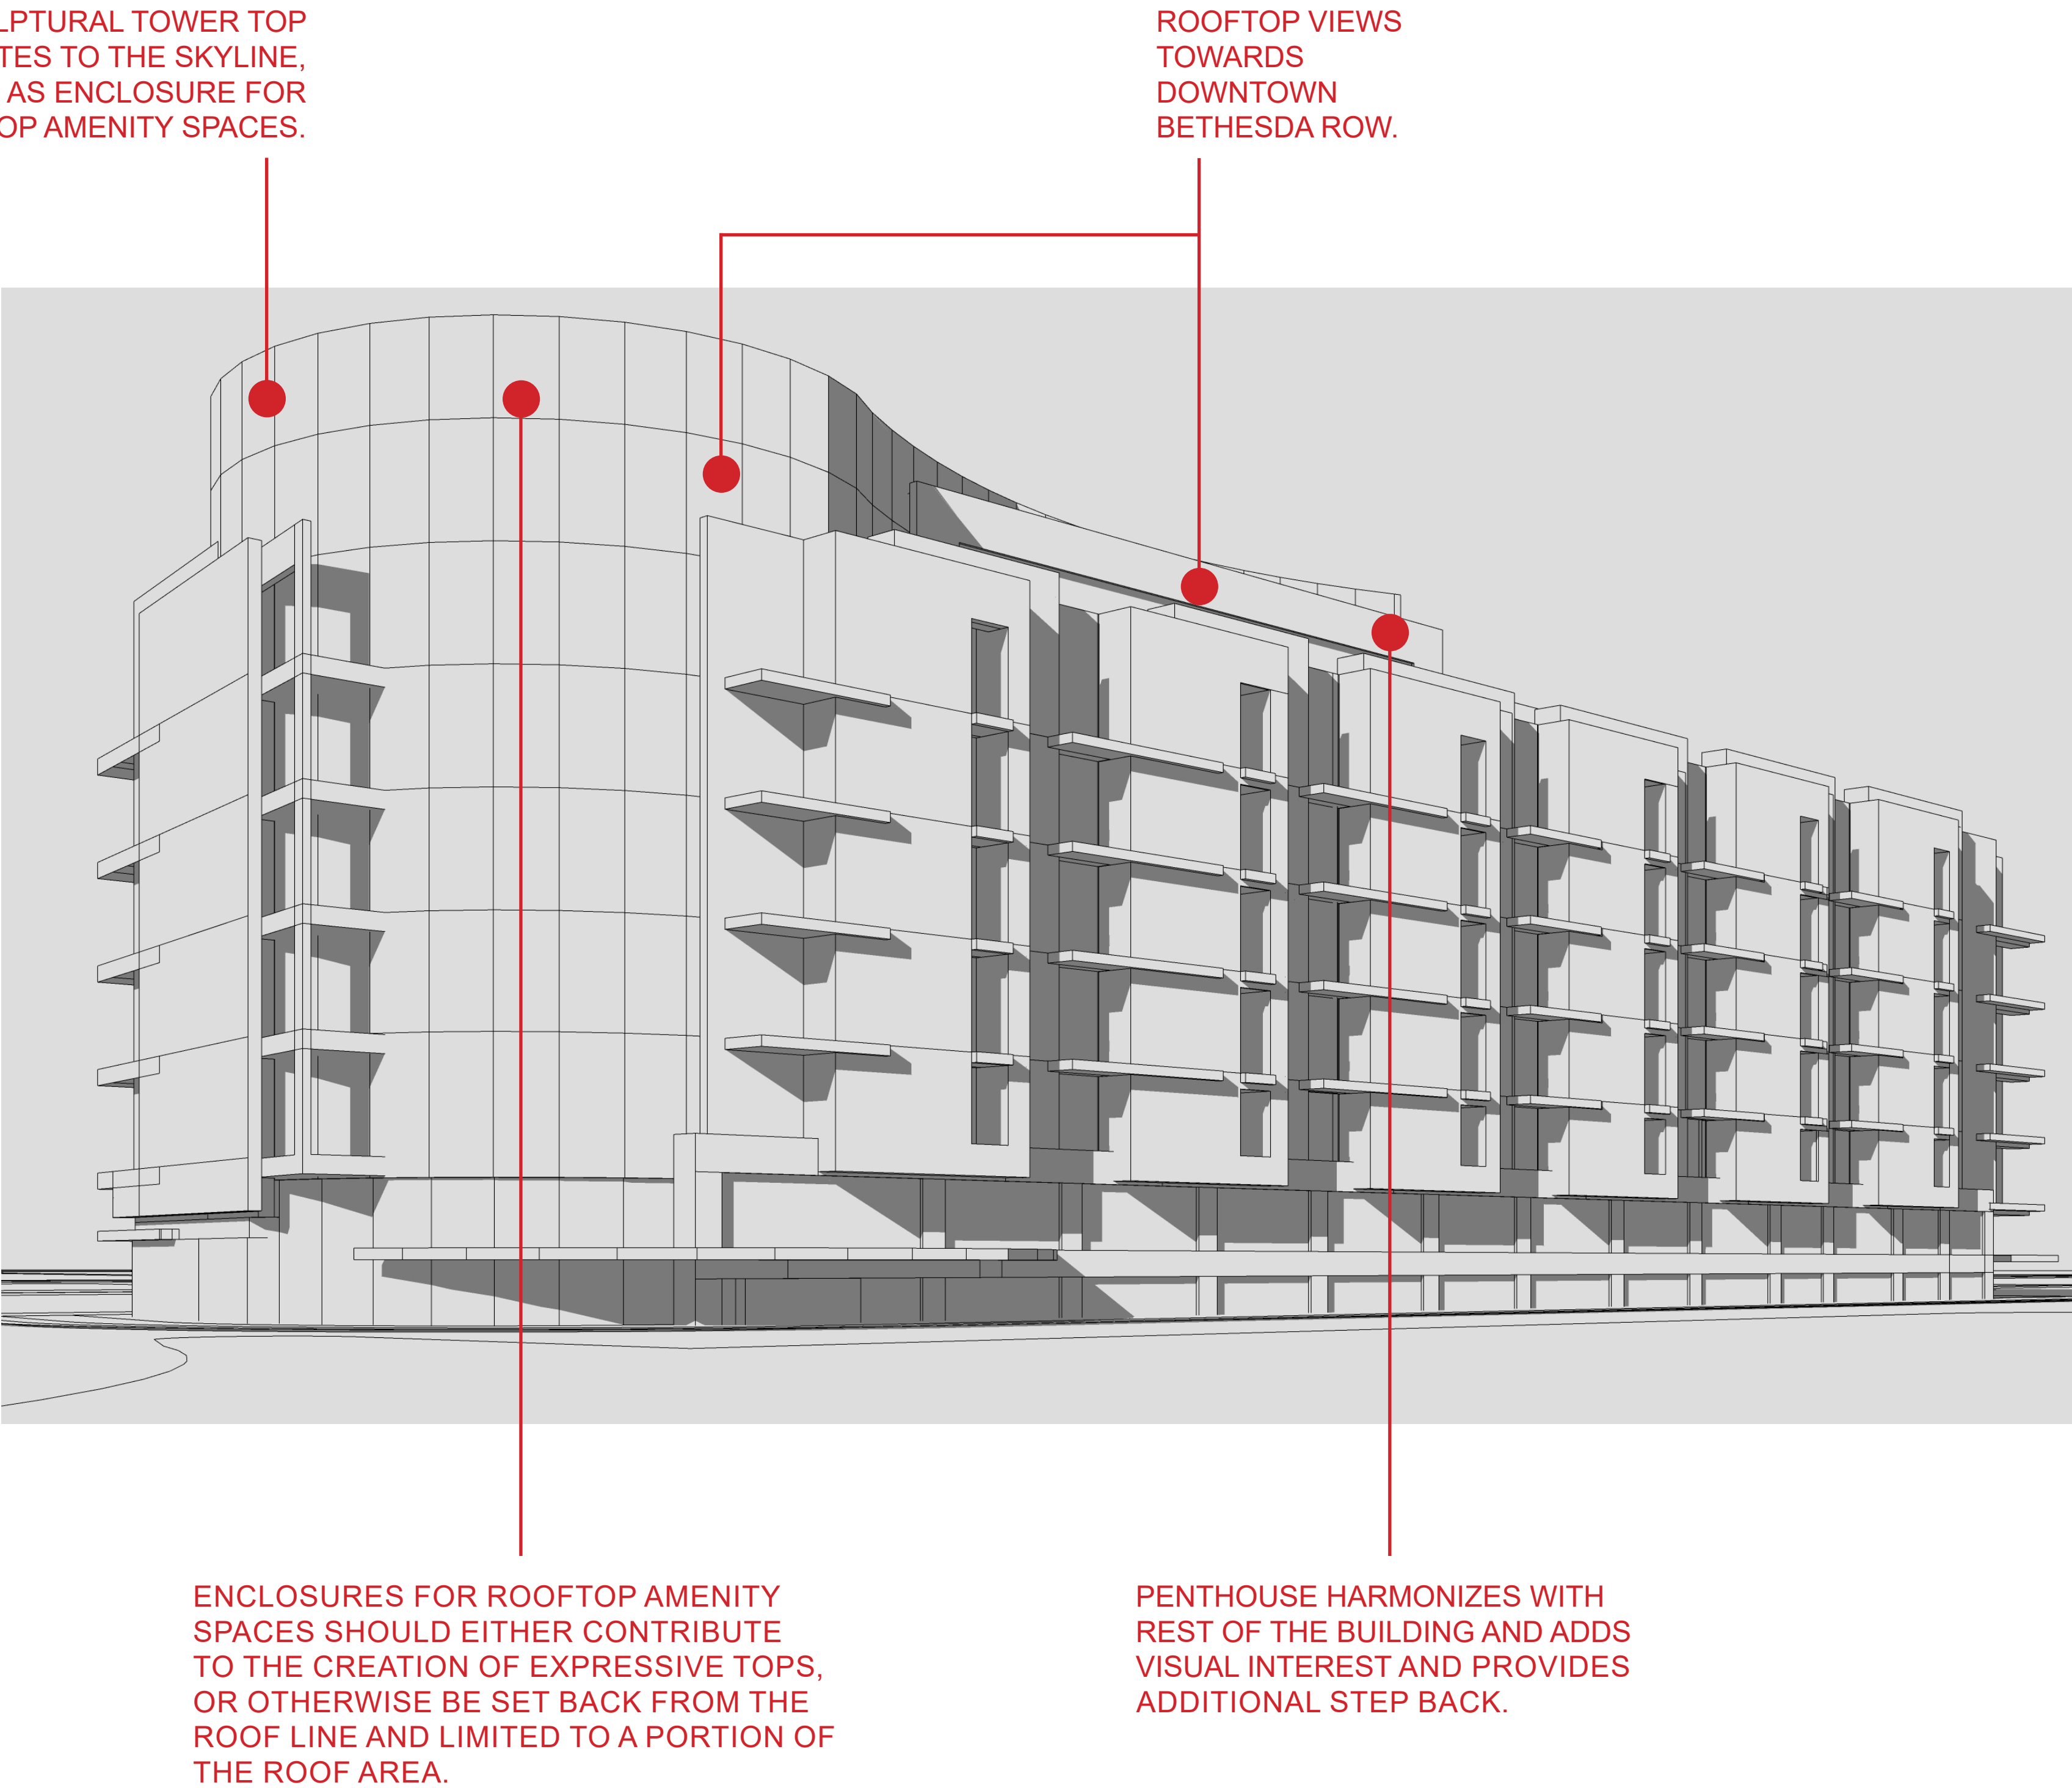 TOWER TOP
TO THE SKYLINE,
AS ENCLOSURE FOR
AMENITY SPACES.
ROOFTOP VIEWS
TOWARDS
DOWNTOWN
BETHESDA ROW.
ENCLOSURES FOR ROOFTOP AMENITY
SPACES SHOULD EITHER CONTRIBUTE
TO THE CREATION OF EXPRESSIVE TOPS,
OR OTHERWISE BE SET BACK FROM THE
ROOF LINE AND LIMITED TO A PORTION OF
THE ROOF AREA.
PENTHOUSE HARMONIZES WITH
REST OF THE BUILDING AND ADDS
VISUAL INTEREST AND PROVIDES
ADDITIONAL STEP BACK.